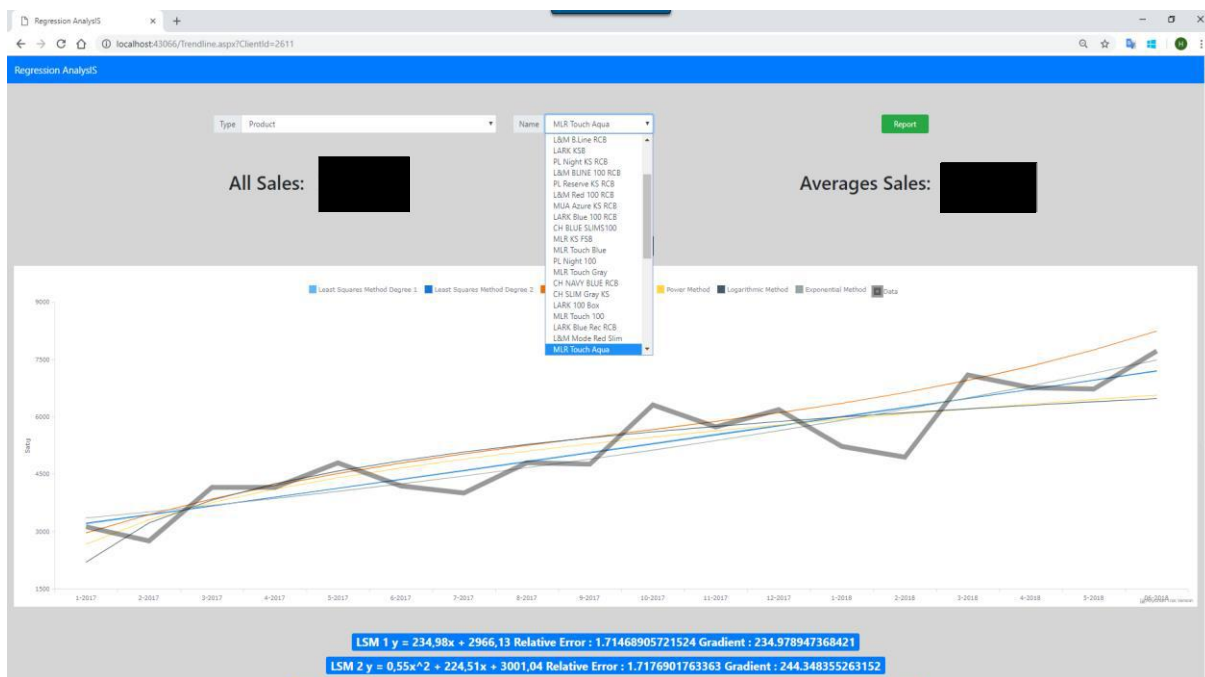 Regression AnalysIS
localhost:43066/Trendline.aspx?ClientId=2611
H
Regression AnalysIS
Type Product Name MLR Touch Aqua Report
L&M B.Line RCB
LARK KSB
PL Night KS RCB
L&M BLINE 100 RCB
PL Reserve KS RCB
L&M Red 100 RCB
MUA Azure KS RCB
LARK Blue 100 RCB
CH BLUE SLIMS100
MLR KS FSB
MLR Touch Blue
PL Night 100
MLR Touch Gray
CH NAVY BLUE RCB
CH SLIM Gray KS
LARK 100 Box
MLR Touch 100
LARK Blue Rec RCB
L&M Mode Red Slim
MLR Touch Aqua
All Sales: Averages Sales:
Least Squares Method Degree 1 Least Squares Method Degree 2 Power Method Logarithmic Method Exponential Method Data
9000
7500
6000
4500
3000
1500
1-2017 2-2017 3-2017 4-2017 5-2017 6-2017 7-2017 8-2017 9-2017 10-2017 11-2017 12-2017 1-2018 2-2018 3-2018 4-2018 5-2018
LSM 1 y = 234,98x + 2966,13 Relative Error : 1.71468905721524 Gradient : 234.978947368421
LSM 2 y = 0,55x^2 + 224,51x + 3001,04 Relative Error : 1.7176901763363 Gradient : 244.348355263152